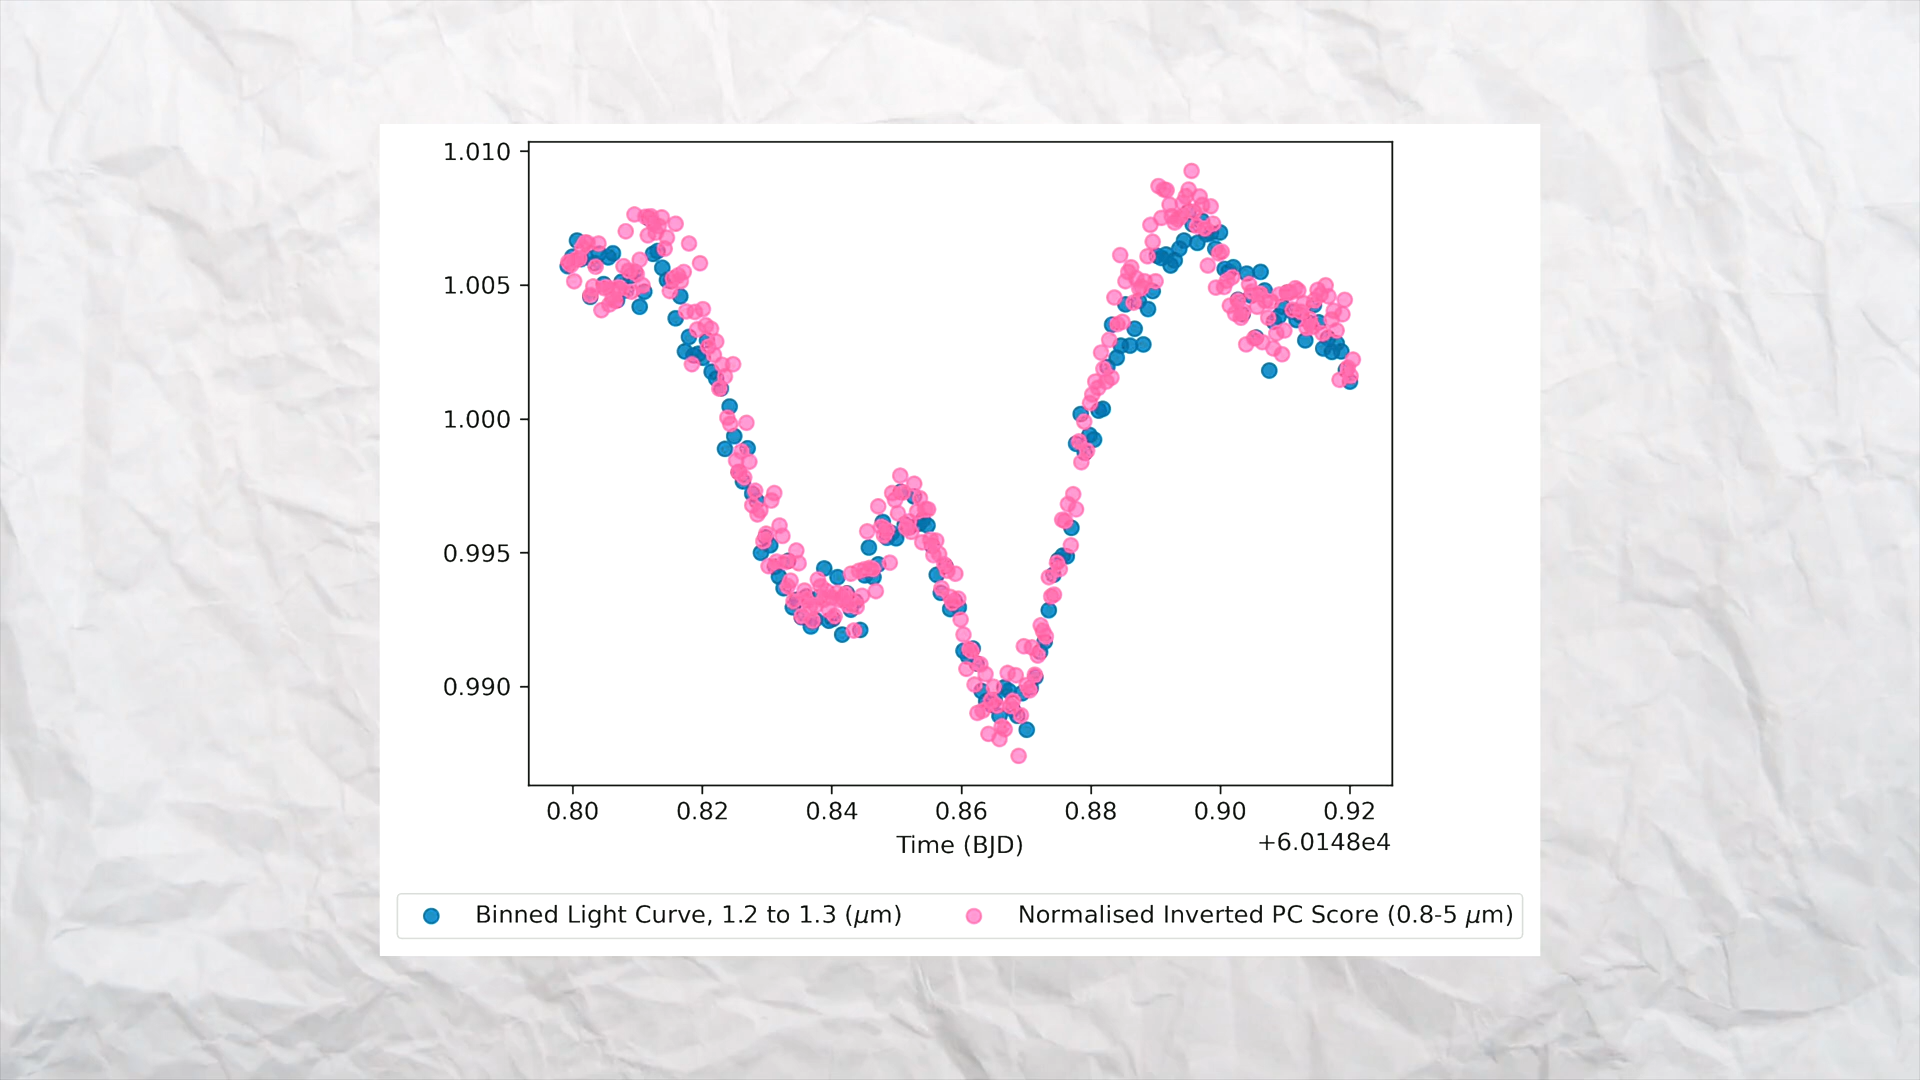 1.010
1.005
1.000
0.995
0.990
0.80 0.82 0.84 0.86 0.88 0.90 0.92
Time (BJD) +6.0148e4
Binned Light Curve, 1.2 to 1.3 (μm) Normalised Inverted PC Score (0.8-5 μm)